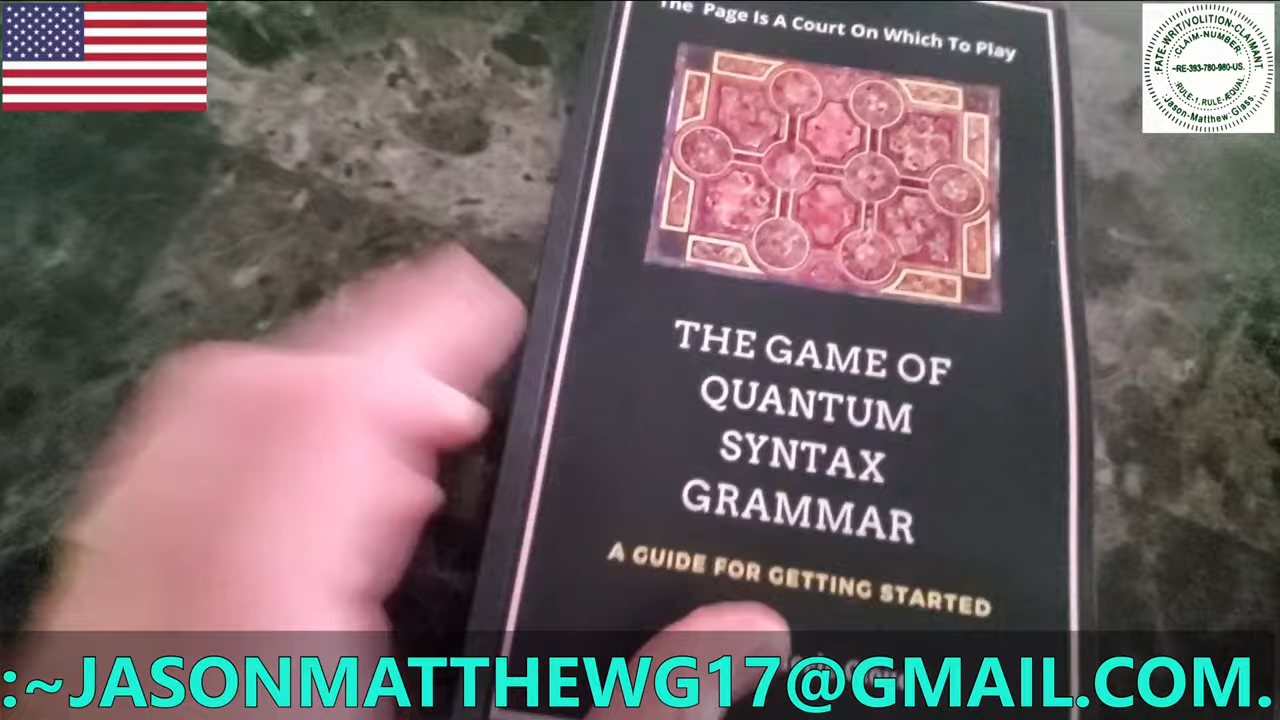 The Page Is A Court On Which To Play
THE GAME OF
QUANTUM
SYNTAX
GRAMMAR
A GUIDE FOR GETTING STARTED
:FATE-WRIT/VOLITION-CLAIMANT
CLAIM-NUMBER:
~RE-393-780-980-US.
RULE-1.RULE-ÆQUAL
Jason-Matthew-Glass.
:~JASONMATTHEWG17@GMAIL.COM.